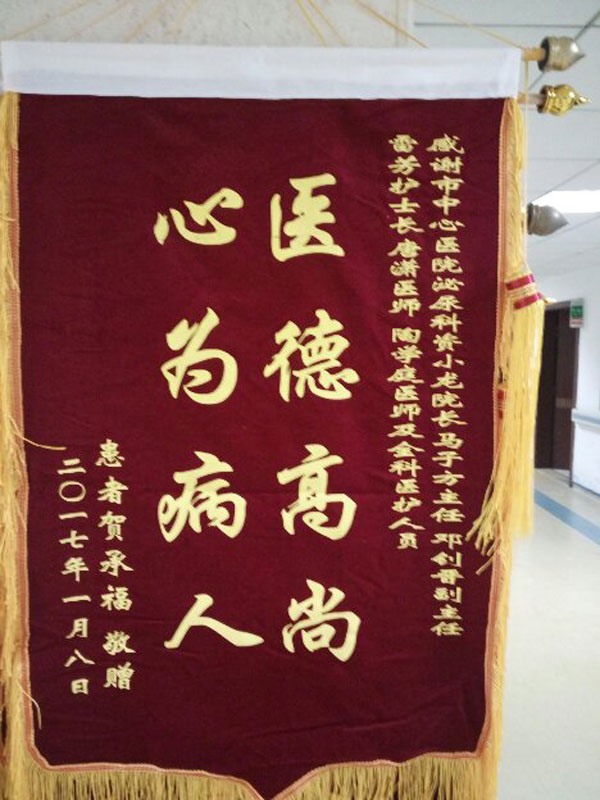 感谢市中心医院泌尿科资小龙院长马子方主任 邓创晋副主任
雷芳护士长 唐潇医师 陶学庭医师及全科医护人员
医德高尚
心为病人
患者贺承福 敬赠
二〇一七年一月八日